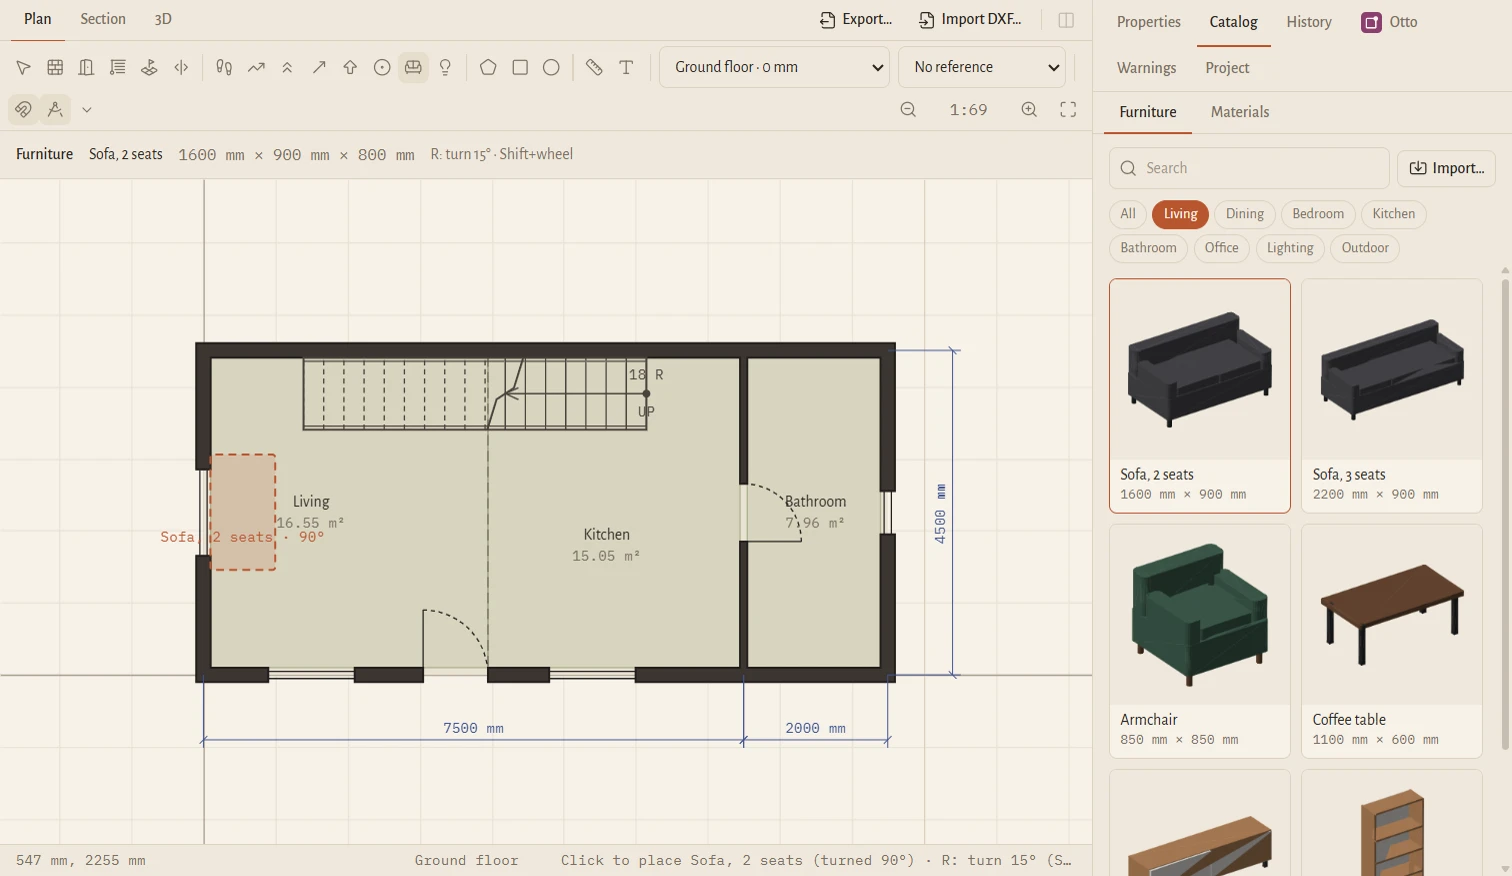 Plan Section 3D
Export... Import DXF...
Ground floor · 0 mm No reference
1:69
Furniture Sofa, 2 seats 1600 mm × 900 mm × 800 mm R: turn 15° · Shift+wheel
18 R
UP
Living
16.55 m²
Sofa, 2 seats · 90°
Kitchen
15.05 m²
Bathroom
7.96 m²
4500 mm
7500 mm
2000 mm
547 mm, 2255 mm Ground floor Click to place Sofa, 2 seats (turned 90°) · R: turn 15° (S…
Properties Catalog History Otto
Warnings Project
Furniture Materials
Search Import...
All Living Dining Bedroom Kitchen
Bathroom Office Lighting Outdoor
Sofa, 2 seats
1600 mm × 900 mm
Sofa, 3 seats
2200 mm × 900 mm
Armchair
850 mm × 850 mm
Coffee table
1100 mm × 600 mm